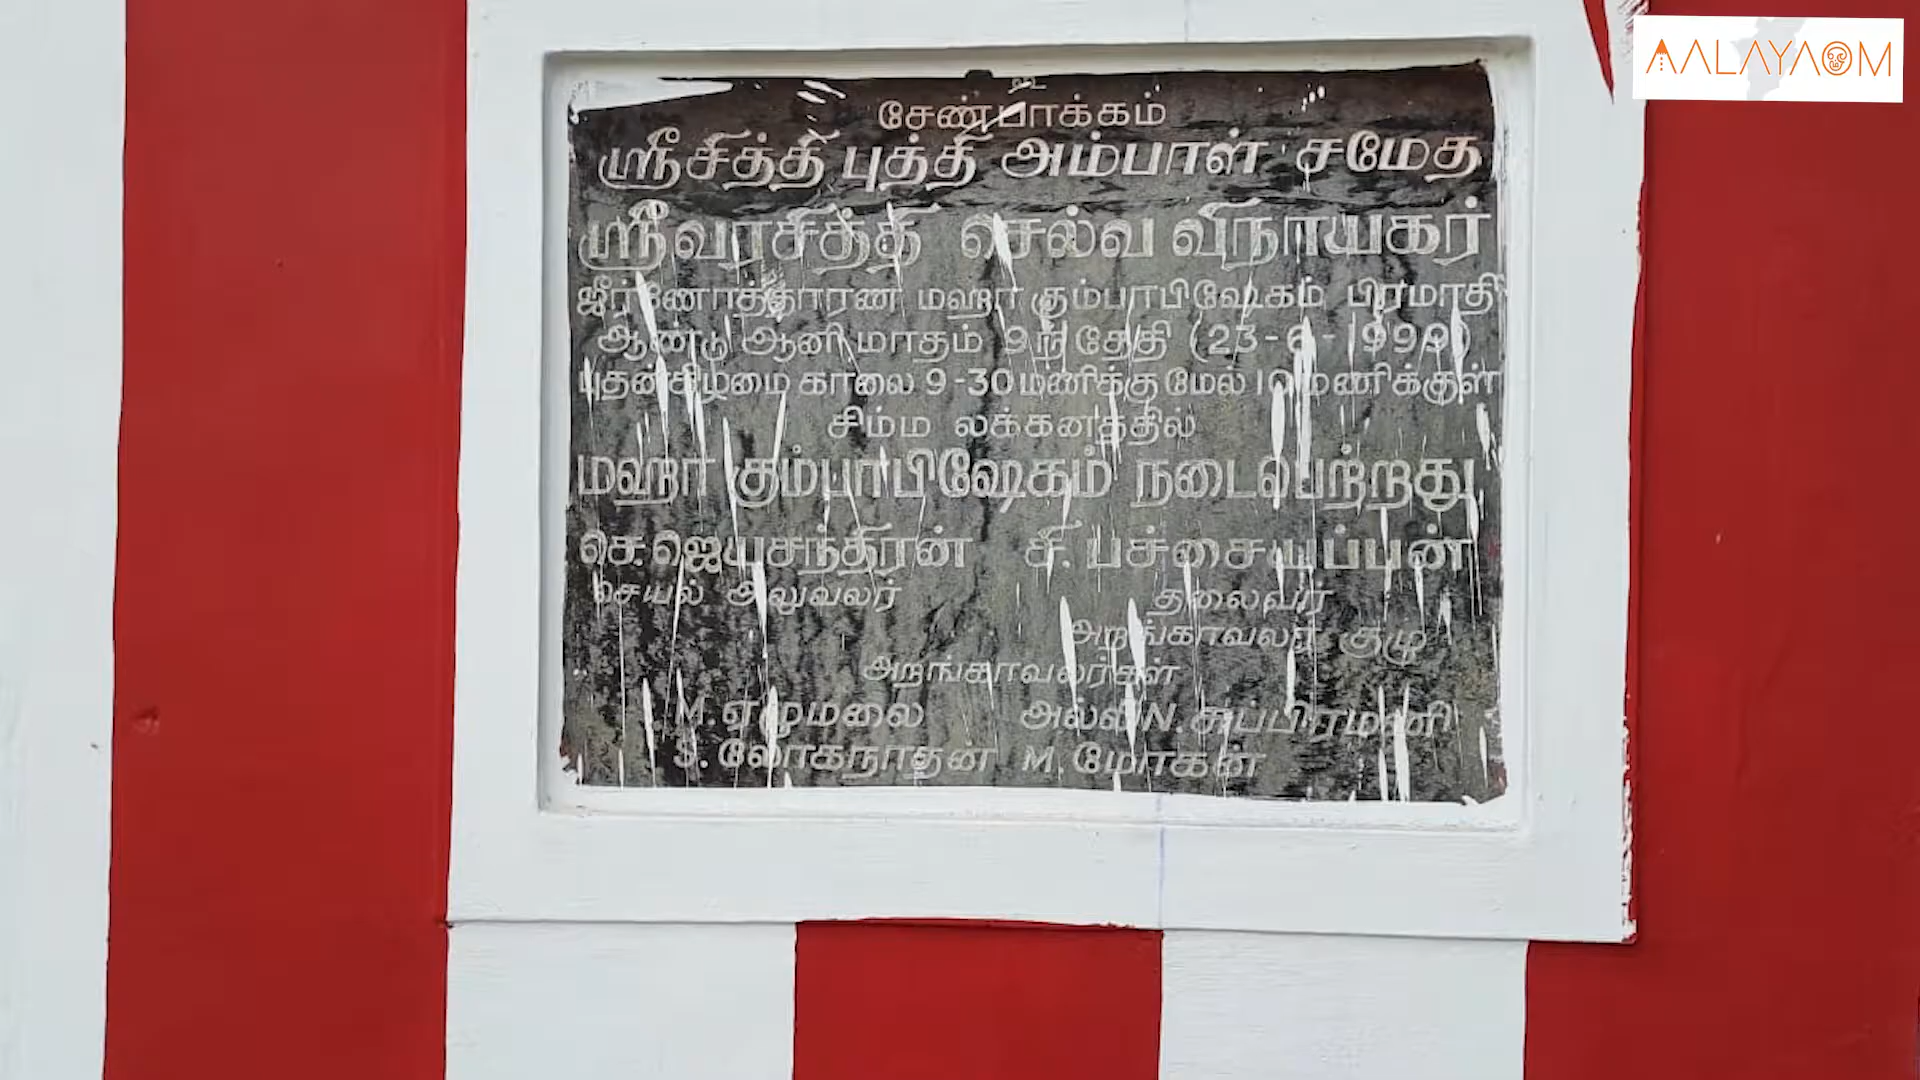 AALAYAOM
உ
சேண்பாக்கம்
ஸ்ரீசித்தி புத்தி அம்பாள் சமேத
ஸ்ரீவரசித்தி செல்வ விநாயகர்
ஜீர்ணோத்தாரண மஹா கும்பாபிஷேகம் பிரமாதி
ஆண்டு ஆனி மாதம் 9ந் தேதி (23-6-1999)
புதன்கிழமை காலை 9-30மணிக்கு மேல் 10மணிக்குள்
சிம்ம லக்கனத்தில்
மஹா கும்பாபிஷேகம் நடைபெற்றது
செ.ஜெயசந்திரன் சி. பச்சையப்பன்
செயல் அலுவலர் தலைவர்
அறங்காவலர் குழு
அறங்காவலர்கள்
M.ஏழுமலை அல்லிN.சுப்பிரமணி
S.லோகநாதன் M.மோகன்